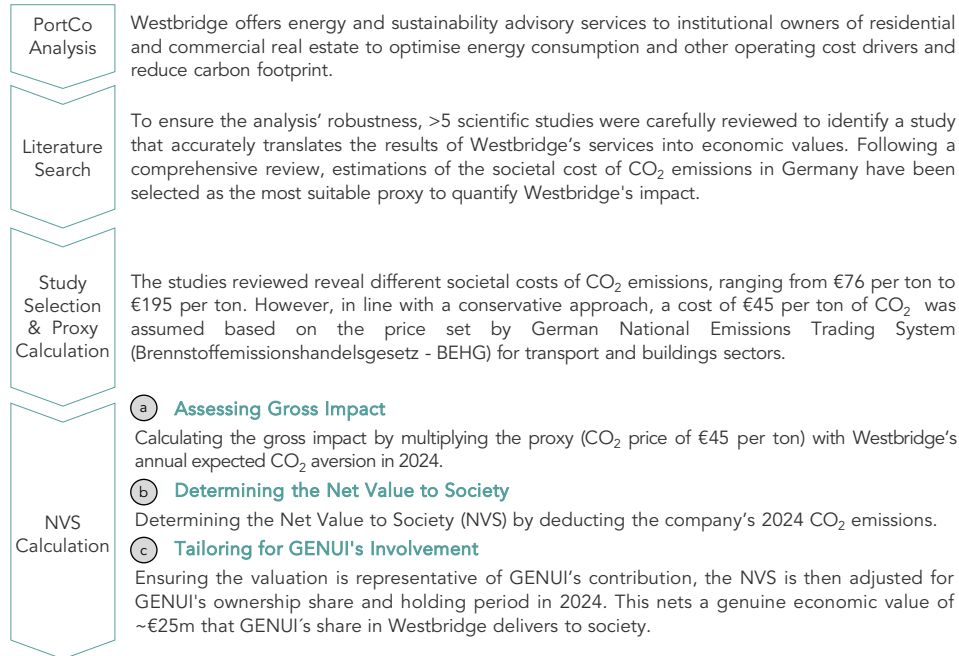 PortCo
Analysis
Westbridge offers energy and sustainability advisory services to institutional owners of residential
and commercial real estate to optimise energy consumption and other operating cost drivers and
reduce carbon footprint.
Literature
Search
To ensure the analysis’ robustness, >5 scientific studies were carefully reviewed to identify a study
that accurately translates the results of Westbridge’s services into economic values. Following a
comprehensive review, estimations of the societal cost of CO₂ emissions in Germany have been
selected as the most suitable proxy to quantify Westbridge's impact.
Study
Selection
& Proxy
Calculation
The studies reviewed reveal different societal costs of CO₂ emissions, ranging from €76 per ton to
€195 per ton. However, in line with a conservative approach, a cost of €45 per ton of CO₂ was
assumed based on the price set by German National Emissions Trading System
(Brennstoffemissionshandelsgesetz - BEHG) for transport and buildings sectors.
NVS
Calculation
a Assessing Gross Impact
Calculating the gross impact by multiplying the proxy (CO₂ price of €45 per ton) with Westbridge’s
annual expected CO₂ aversion in 2024.
b Determining the Net Value to Society
Determining the Net Value to Society (NVS) by deducting the company’s 2024 CO₂ emissions.
c Tailoring for GENUI's Involvement
Ensuring the valuation is representative of GENUI’s contribution, the NVS is then adjusted for
GENUI's ownership share and holding period in 2024. This nets a genuine economic value of
~€25m that GENUI´s share in Westbridge delivers to society.